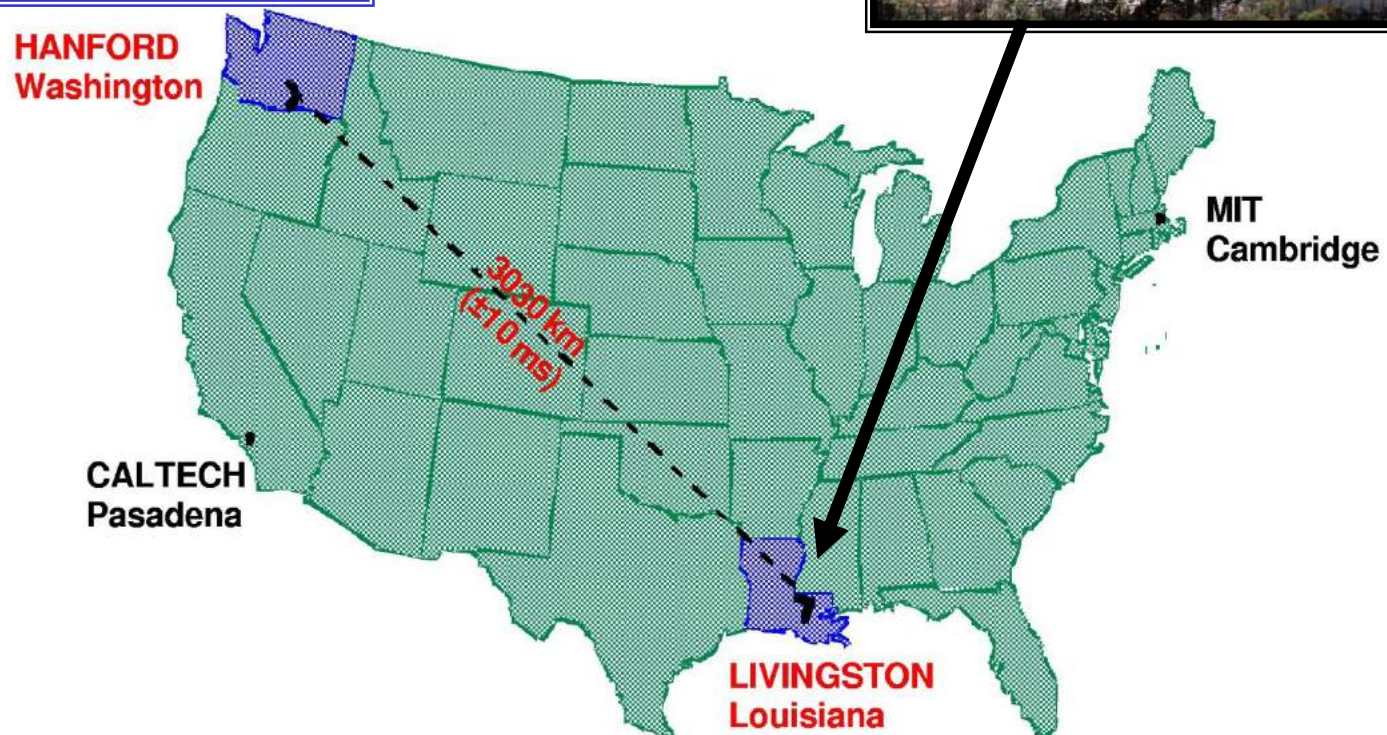 HANFORD
Washington
MIT
Cambridge
3030 km
(±10 ms)
CALTECH
Pasadena
LIVINGSTON
Louisiana